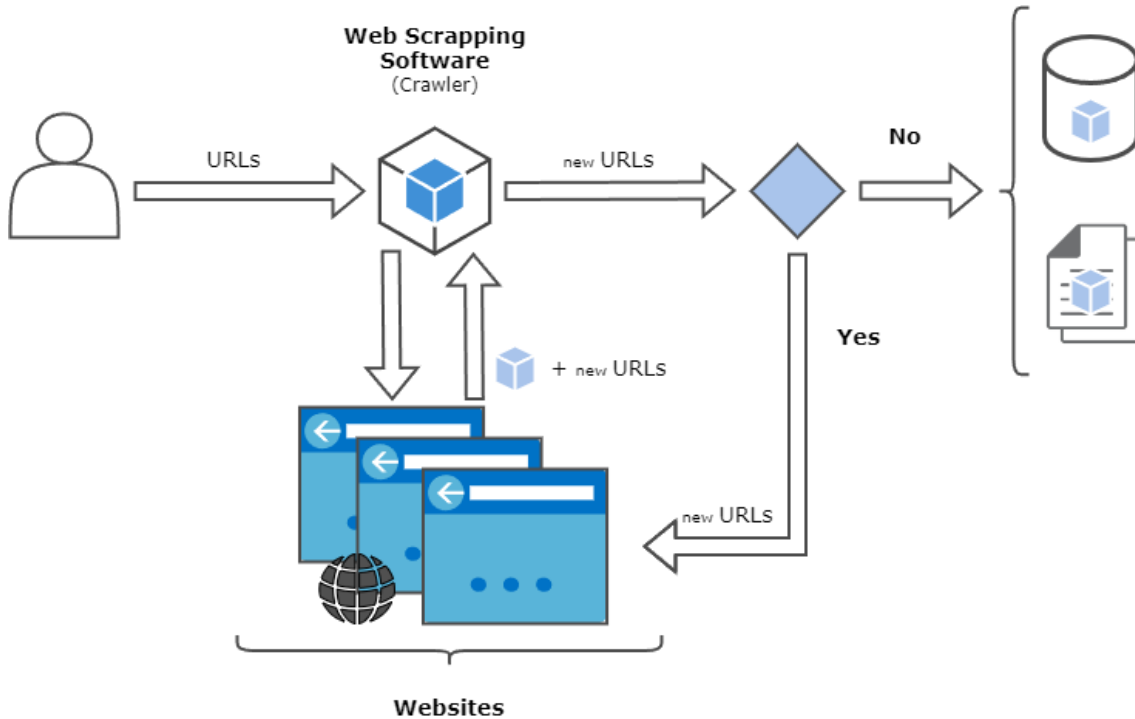 Web Scrapping
Software
(Crawler)
URLs
new URLs
No
Yes
+ new URLs
new URLs
Websites